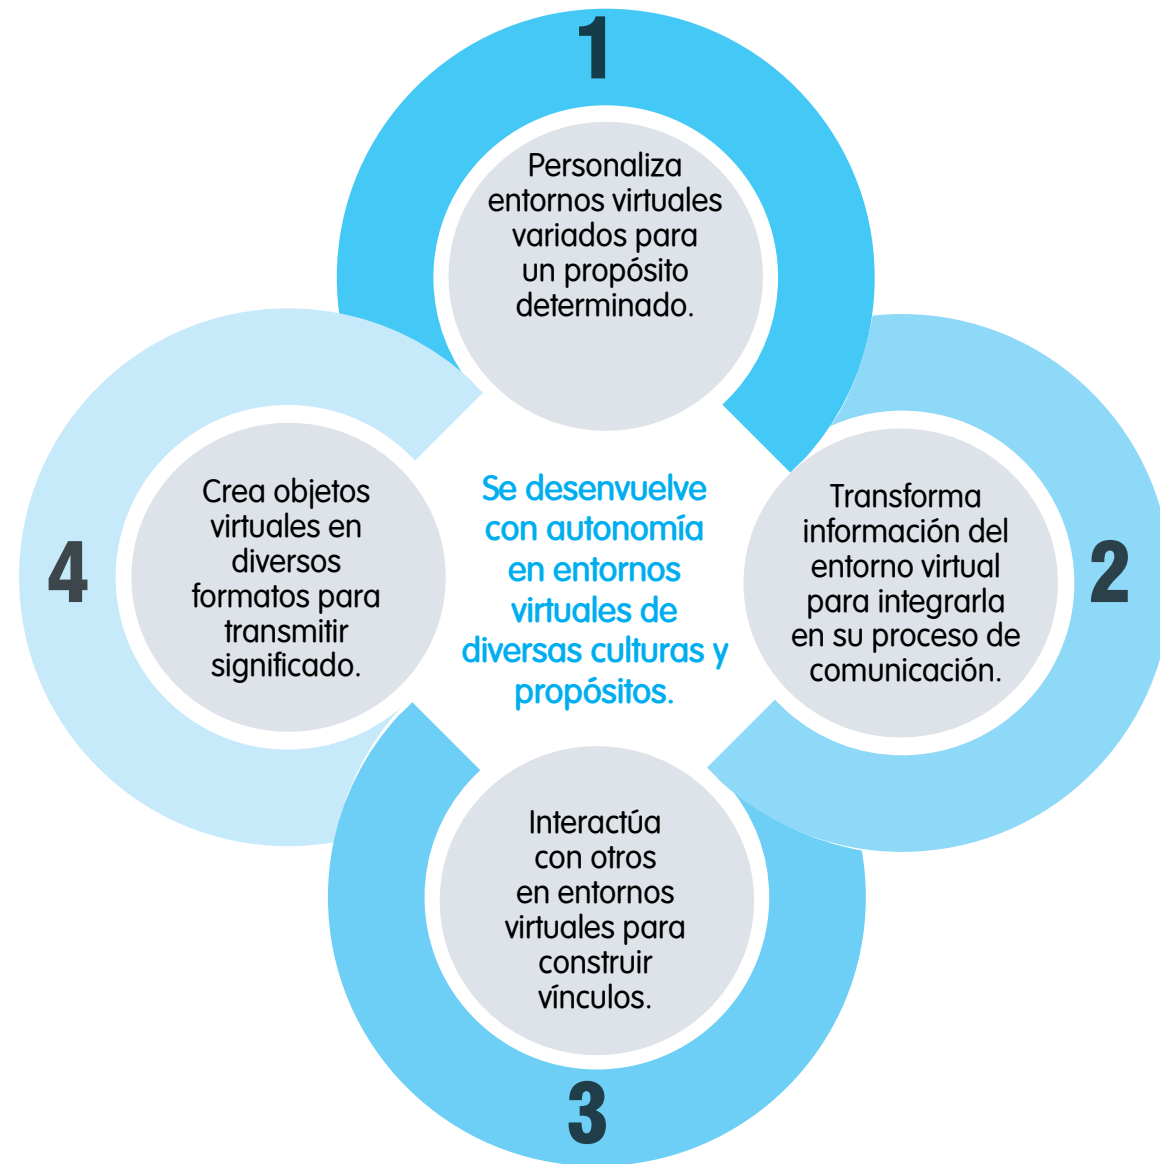 1
Personaliza
entornos virtuales
variados para
un propósito
determinado.
2
Transforma
información del
entorno virtual
para integrarla
en su proceso de
comunicación.
3
Interactúa
con otros
en entornos
virtuales para
construir
vínculos.
4
Crea objetos
virtuales en
diversos
formatos para
transmitir
significado.
Se desenvuelve
con autonomía
en entornos
virtuales de
diversas culturas y
propósitos.